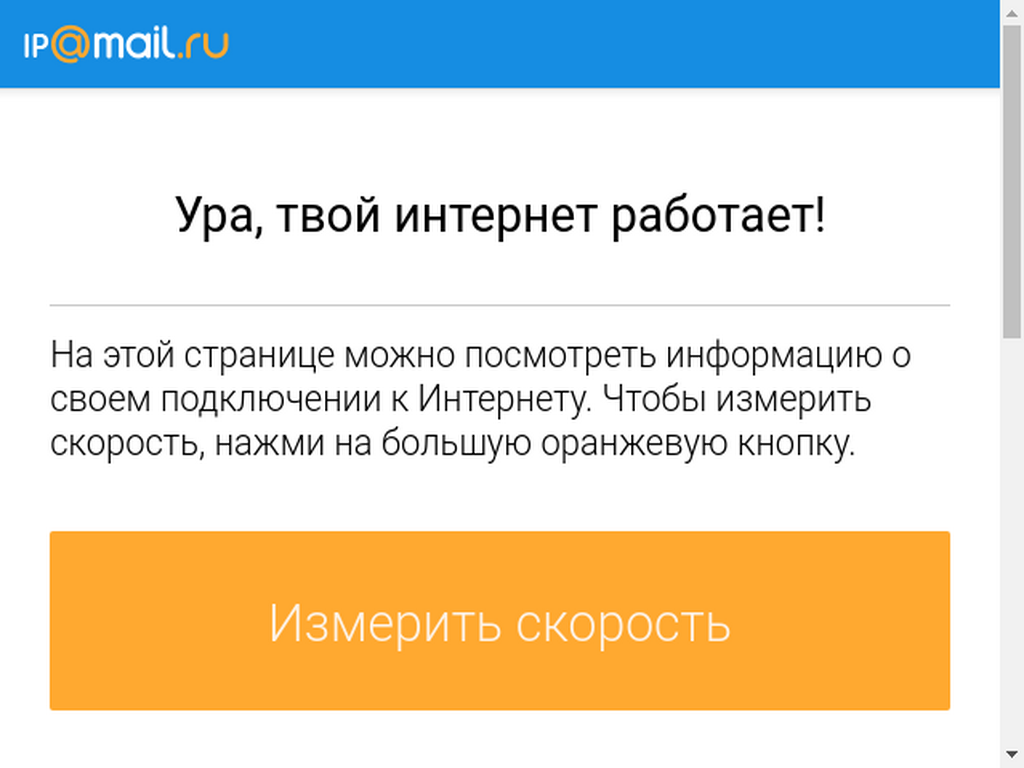 IP@mail.ru
Ура, твой интернет работает!
На этой странице можно посмотреть информацию о
своем подключении к Интернету. Чтобы измерить
скорость, нажми на большую оранжевую кнопку.
Измерить скорость